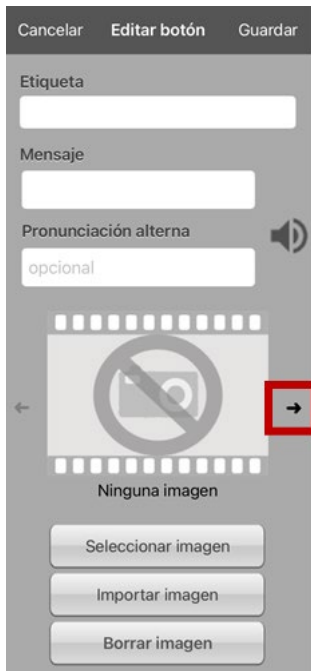 Cancelar Editar botón Guardar
Etiqueta
Mensaje
Pronunciación alterna
opcional
Ninguna imagen
Seleccionar imagen
Importar imagen
Borrar imagen